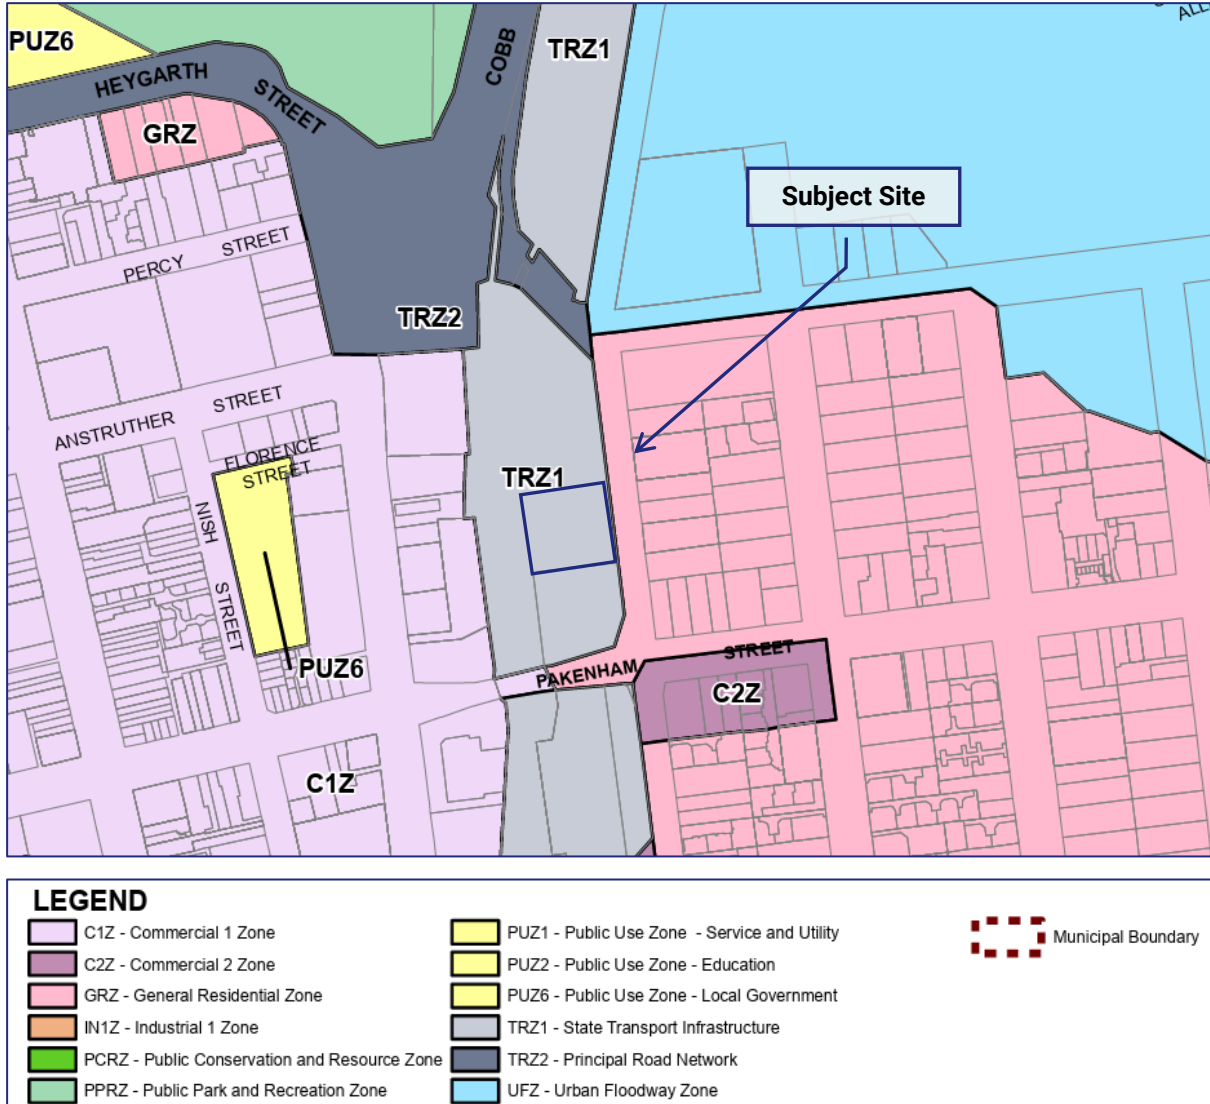 PUZ6
HEYGARTH
STREET
COBB
TRZ1
ALL
GRZ
Subject Site
PERCY STREET
TRZ2
ANSTRUTHER STREET
FLORENCE
STREET
TRZ1
NISH
STREET
PUZ6
PAKENHAM STREET
C2Z
C1Z
LEGEND
C1Z - Commercial 1 Zone
C2Z - Commercial 2 Zone
GRZ - General Residential Zone
IN1Z - Industrial 1 Zone
PCRZ - Public Conservation and Resource Zone
PPRZ - Public Park and Recreation Zone
PUZ1 - Public Use Zone - Service and Utility
PUZ2 - Public Use Zone - Education
PUZ6 - Public Use Zone - Local Government
TRZ1 - State Transport Infrastructure
TRZ2 - Principal Road Network
UFZ - Urban Floodway Zone
Municipal Boundary